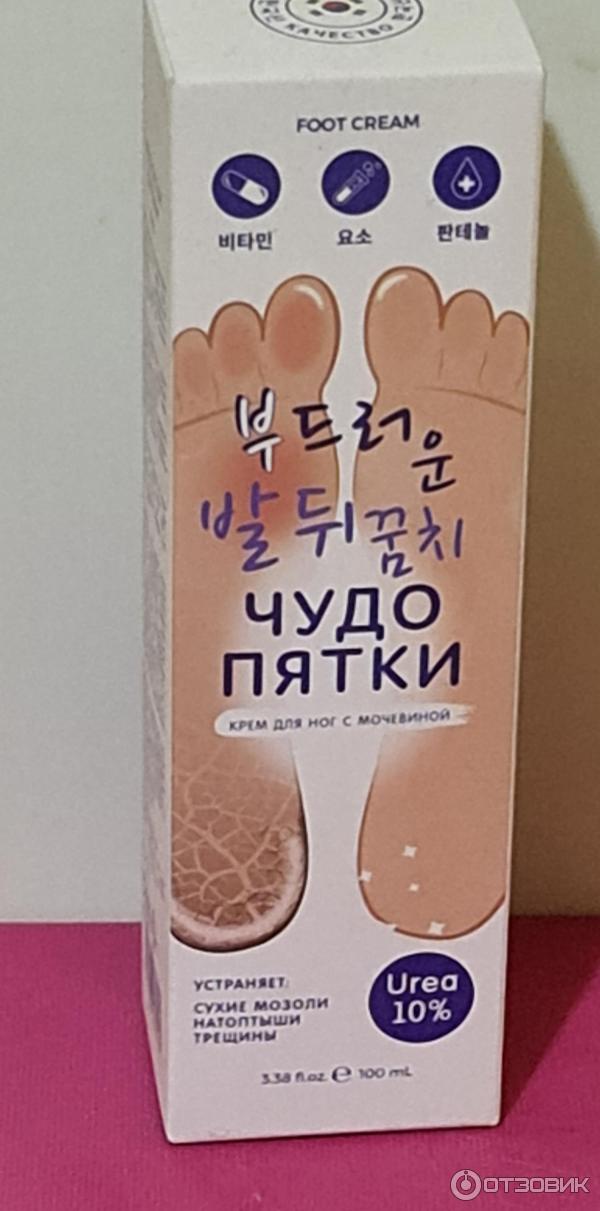 КАЧЕСТВО
FOOT CREAM
비타민 요소 판테놀
부드러운
발뒤꿈치
ЧУДО
ПЯТКИ
КРЕМ ДЛЯ НОГ С МОЧЕВИНОЙ
УСТРАНЯЕТ:
СУХИЕ МОЗОЛИ
НАТОПТЫШИ
ТРЕЩИНЫ
Urea
10%
3.38 fl.oz. ℮ 100 mL
ОТЗОВИК